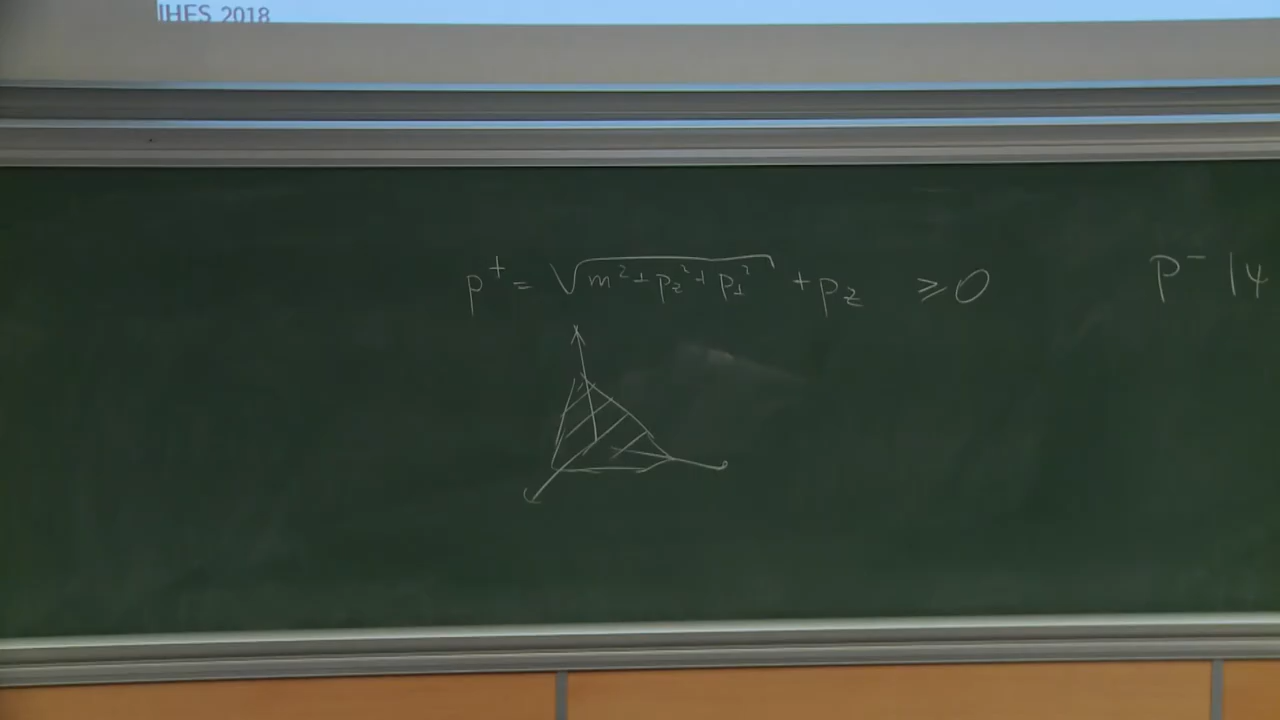 IHES 2018
p⁺ = √(m² + p_z² + p_⊥²) + p_z ≥ 0
P⁻ |ψ